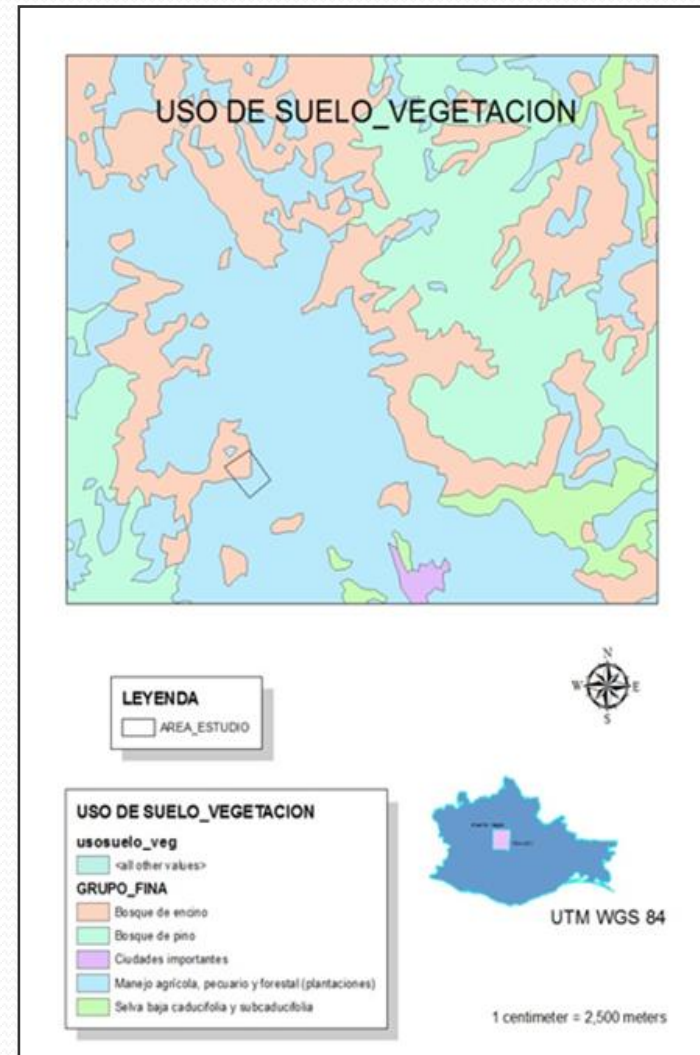 USO DE SUELO_VEGETACION
N
W E
S
LEYENDA
AREA_ESTUDIO
USO DE SUELO_VEGETACION
usosuelo_veg
<all other values>
GRUPO_FINA
Bosque de encino
Bosque de pino
Ciudades importantes
Manejo agrícola, pecuario y forestal (plantaciones)
Selva baja caducifolia y subcaducifolia
UTM WGS 84
1 centimeter = 2,500 meters